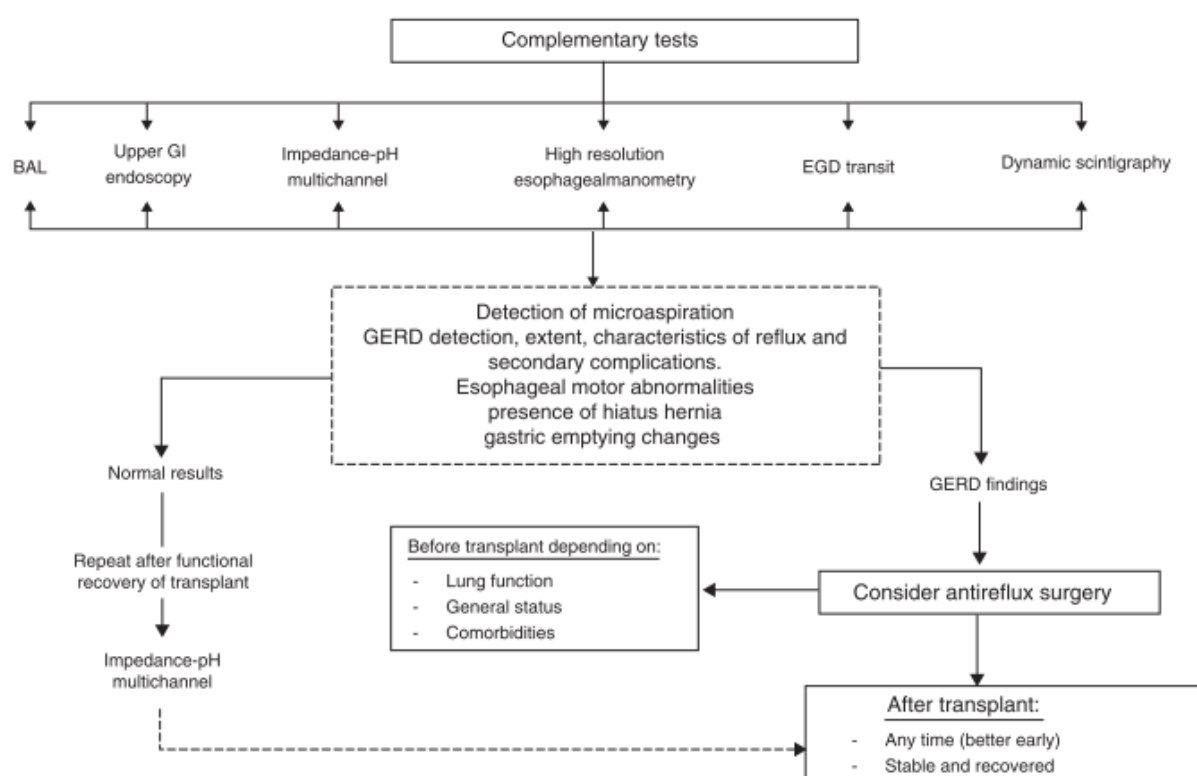 Complementary tests
BAL
Upper GI
endoscopy
Impedance-pH
multichannel
High resolution
esophagealmanometry
EGD transit
Dynamic scintigraphy
Detection of microaspiration
GERD detection, extent, characteristics of reflux and
secondary complications.
Esophageal motor abnormalities
presence of hiatus hernia
gastric emptying changes
Normal results
GERD findings
Repeat after functional
recovery of transplant
Before transplant depending on:
- Lung function
- General status
- Comorbidities
Consider antireflux surgery
Impedance-pH
multichannel
After transplant:
- Any time (better early)
- Stable and recovered